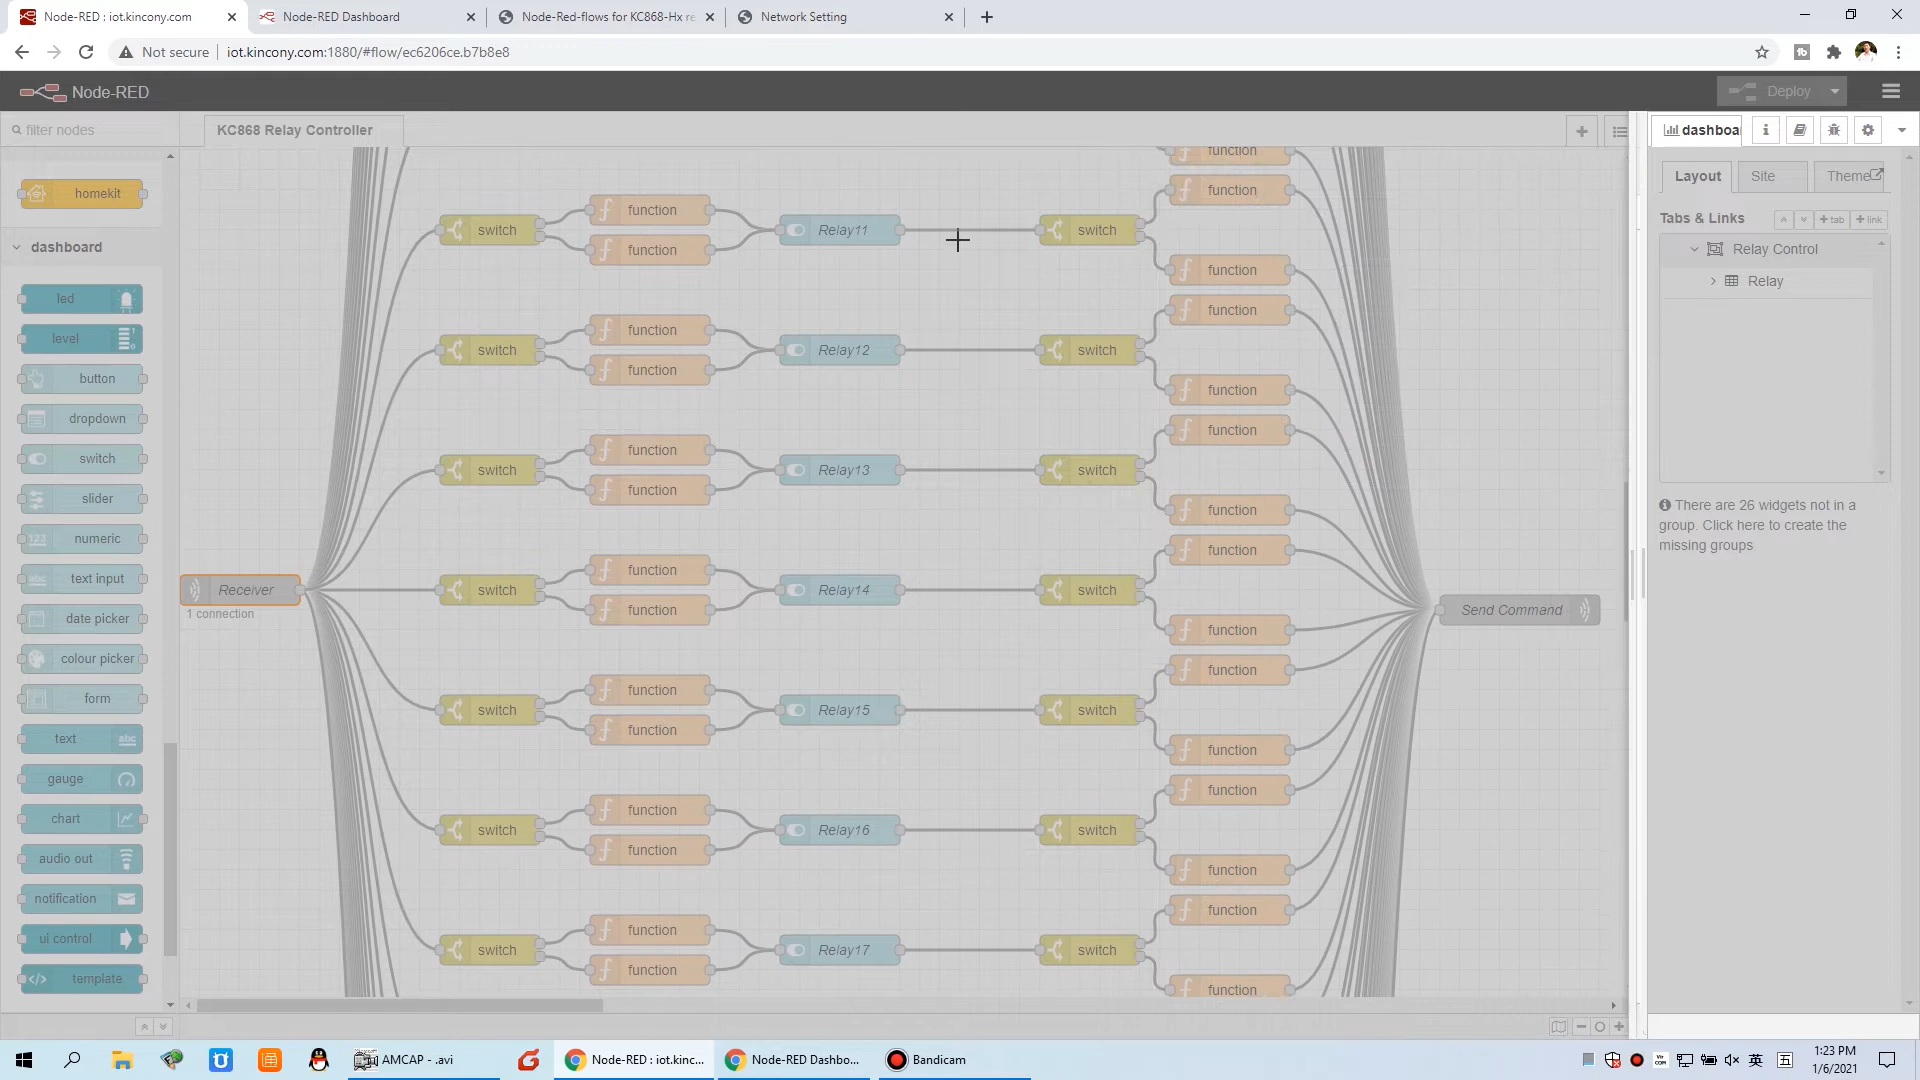 Node-RED : iot.kincony.com
Node-RED Dashboard
Node-Red-flows for KC868-Hx re
Network Setting
Not secure
iot.kincony.com:1880/#flow/ec6206ce.b7b8e8
Node-RED
Deploy
filter nodes
KC868 Relay Controller
dashboa
homekit
dashboard
led
level
button
dropdown
switch
slider
numeric
text input
date picker
colour picker
form
text
gauge
chart
audio out
notification
ui control
template
function
function
function
switch
Relay11
switch
function
function
function
function
switch
Relay12
switch
function
function
function
function
switch
Relay13
switch
function
function
function
function
Receiver
1 connection
switch
Relay14
switch
function
function
Send Command
function
function
switch
Relay15
switch
function
function
function
function
switch
Relay16
switch
function
function
function
function
switch
Relay17
switch
function
function
Layout
Site
Theme
Tabs & Links
+ tab
+ link
Relay Control
Relay
There are 26 widgets not in a
group. Click here to create the
missing groups
AMCAP - .avi
Node-RED : iot.kinc...
Node-RED Dashbo...
Bandicam
英
五
1:23 PM
1/6/2021